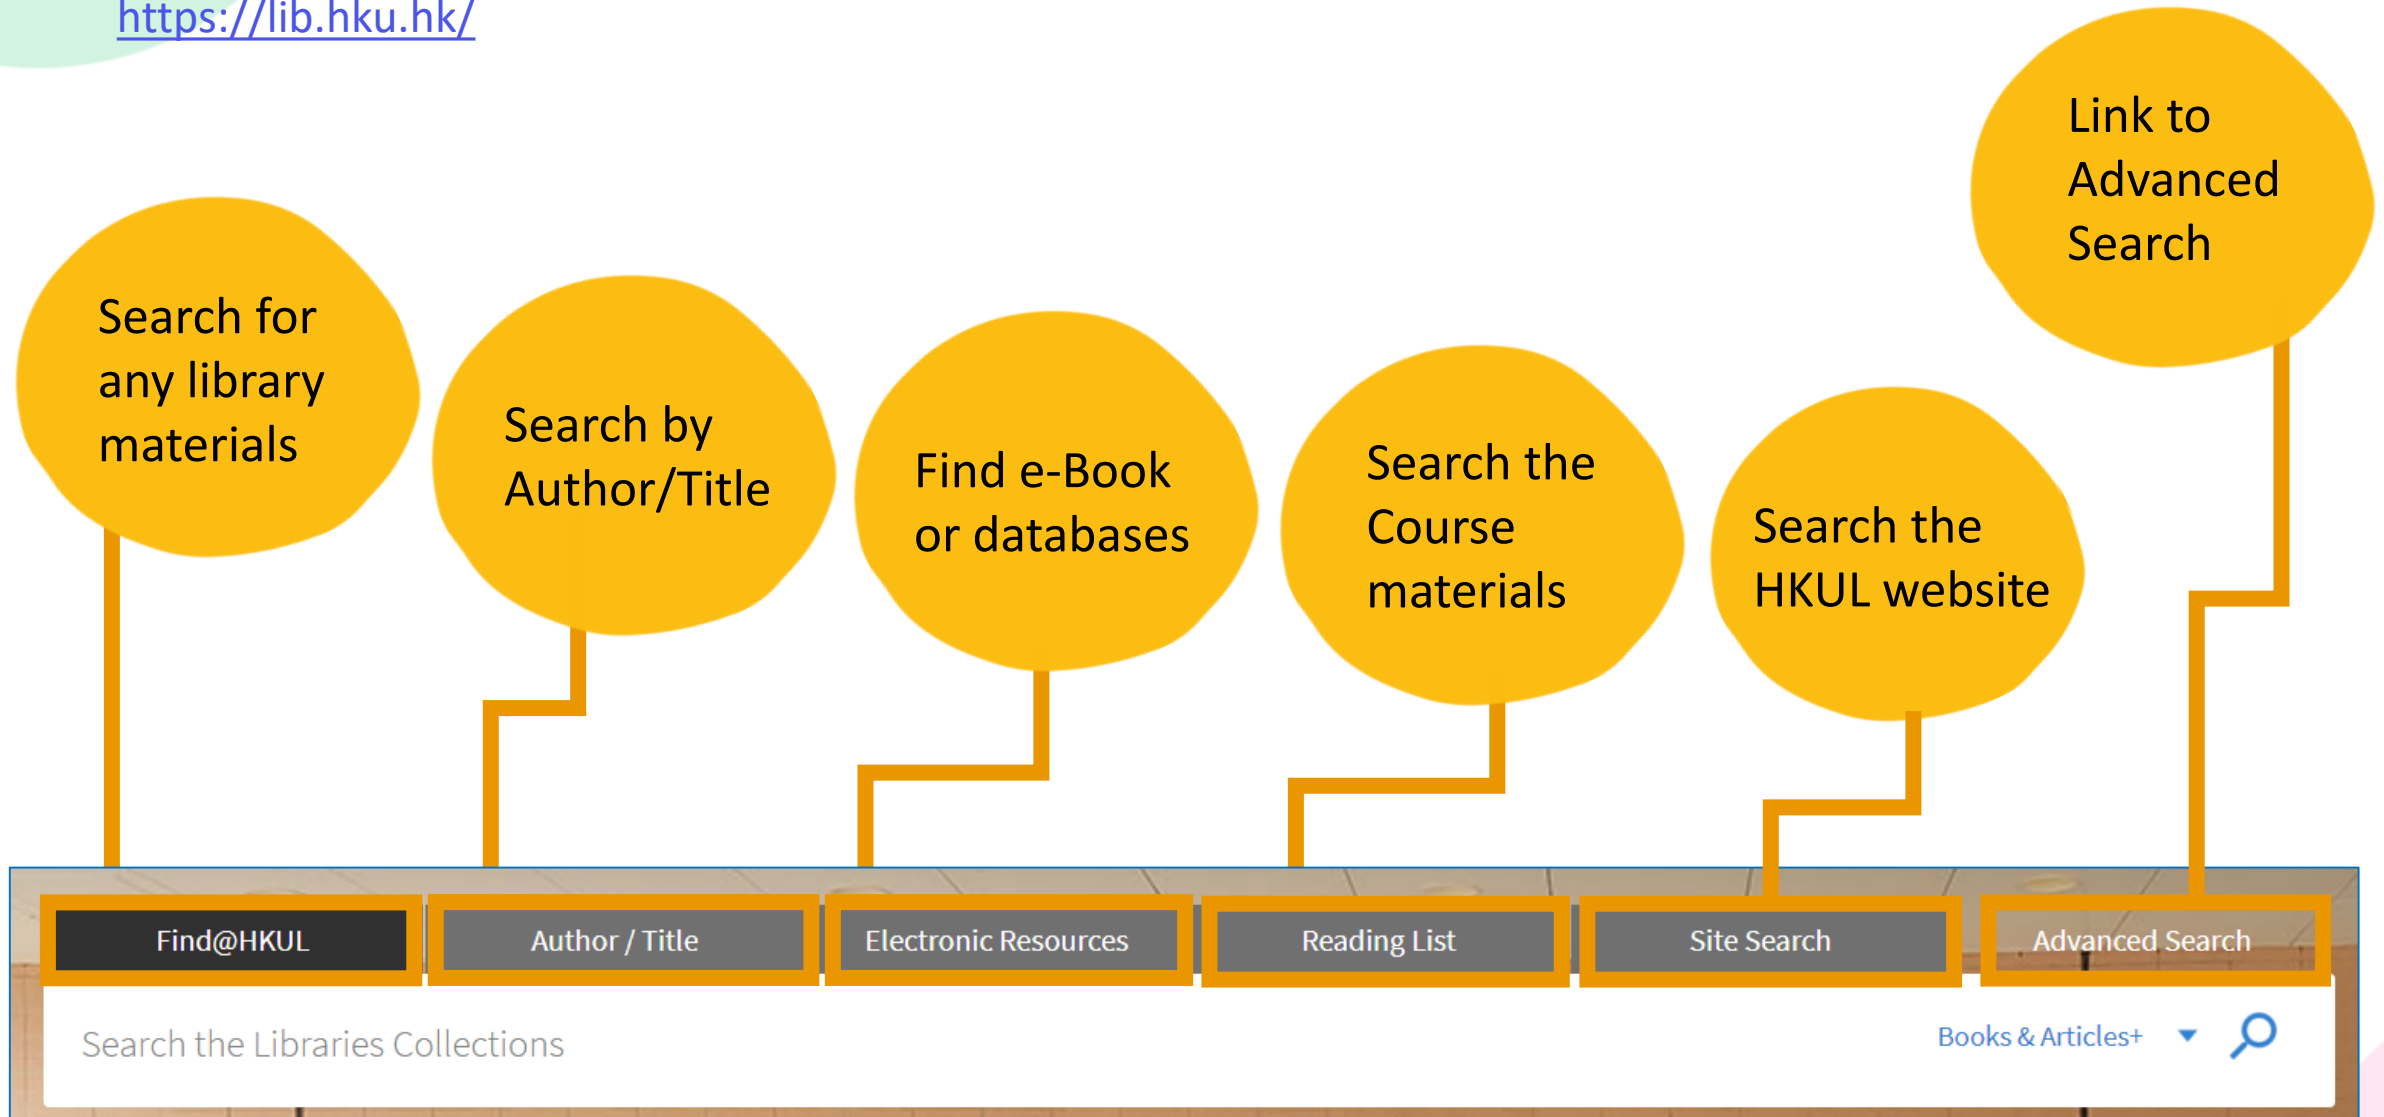 https://lib.hku.hk/
Link to
Advanced
Search
Search for
any library
materials
Search by
Author/Title
Find e-Book
or databases
Search the
Course
materials
Search the
HKUL website
Find@HKUL
Author / Title
Electronic Resources
Reading List
Site Search
Advanced Search
Search the Libraries Collections
Books & Articles+